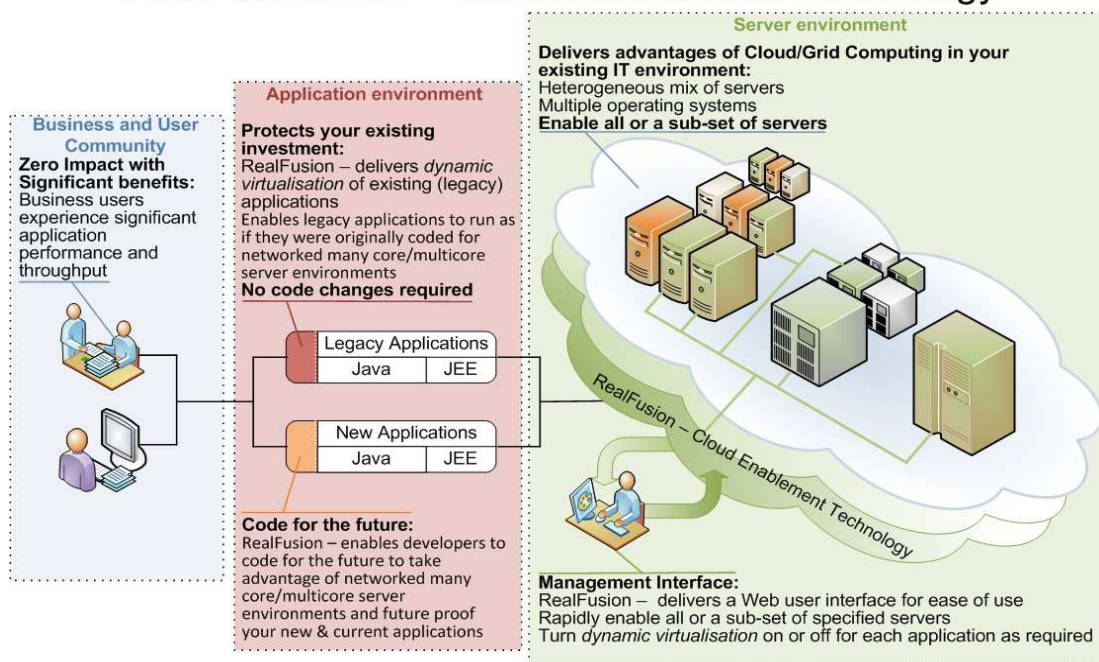 Business and User
Community
Zero Impact with
Significant benefits:
Business users
experience significant
application
performance and
throughput
Application environment
Protects your existing
investment:
RealFusion – delivers dynamic
virtualisation of existing (legacy)
applications
Enables legacy applications to run as
if they were originally coded for
networked many core/multicore
server environments
No code changes required
Legacy Applications
Java JEE
New Applications
Java JEE
Code for the future:
RealFusion – enables developers to
code for the future to take
advantage of networked many
core/multicore server
environments and future proof
your new & current applications
Server environment
Delivers advantages of Cloud/Grid Computing in your
existing IT environment:
Heterogeneous mix of servers
Multiple operating systems
Enable all or a sub-set of servers
RealFusion – Cloud Enablement Technology
Management Interface:
RealFusion – delivers a Web user interface for ease of use
Rapidly enable all or a sub-set of specified servers
Turn dynamic virtualisation on or off for each application as required